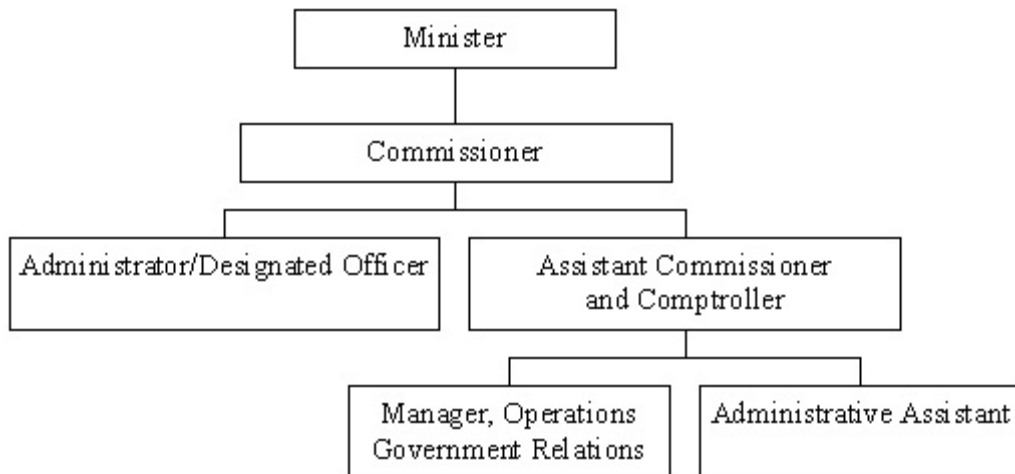 Minister
Commissioner
Administrator/Designated Officer
Assistant Commissioner
and Comptroller
Manager, Operations
Government Relations
Administrative Assistant